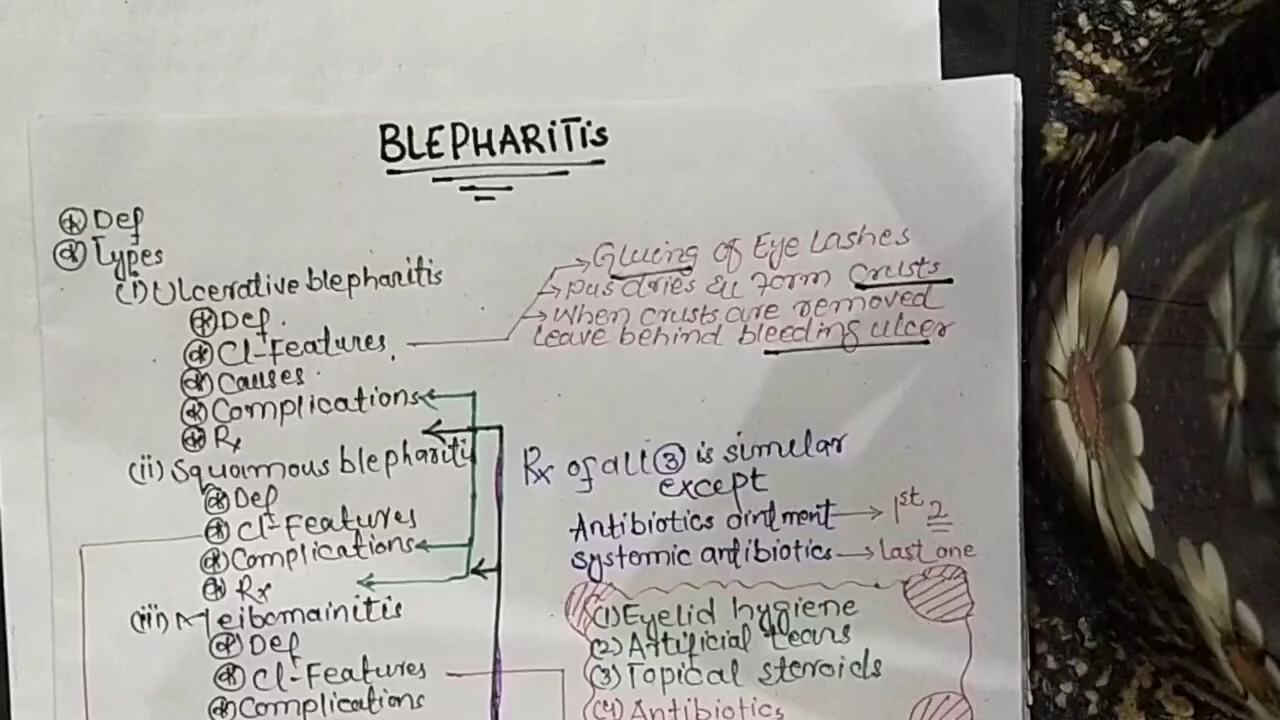 BLEPHARITIS
Def
Types
(i) Ulcerative blepharitis
Def.
Cl-Features.
Causes.
Complications
Rx
(ii) Squamous blepharitis
Def
Cl-Features
Complications
Rx
(iii) Meibomainitis
Def
Cl-Features
Complications
Glueing of Eye Lashes
pus dries & form Crusts
When crusts are removed
leave behind bleeding ulcer
Rx of all 3 is similar
except
Antibiotics ointment → 1st 2
systemic antibiotics → last one
(1) Eyelid hygiene
(2) Artificial tears
(3) Topical steroids
(4) Antibiotics